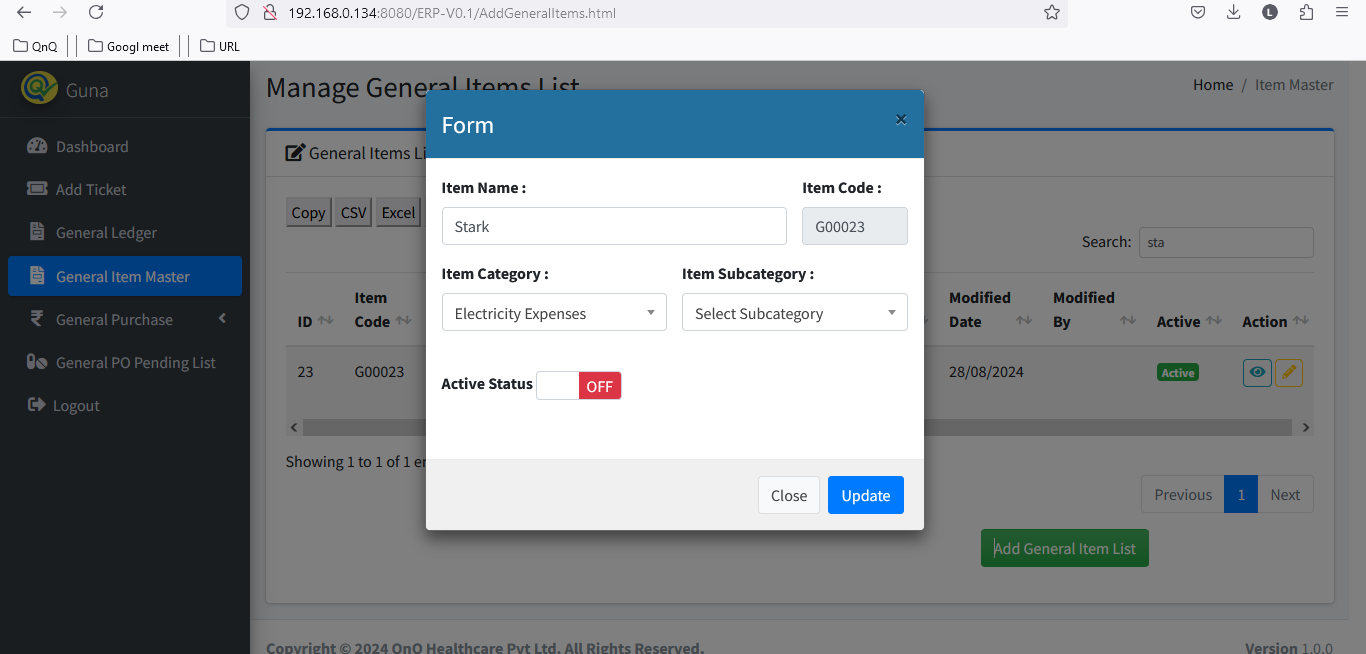 192.168.0.134:8080/ERP-V0.1/AddGeneralItems.html
L
QnQ
Googl meet
URL
Guna
Dashboard
Add Ticket
General Ledger
General Item Master
General Purchase
General PO Pending List
Logout
Manage General Items List
Home / Item Master
General Items Li
Copy
CSV
Excel
Search:
sta
ID
Item
Code
Modified
Date
Modified
By
Active
Action
23
G00023
28/08/2024
Active
Showing 1 to 1 of 1 e
Previous
1
Next
Add General Item List
Copyright © 2024 QnQ Healthcare Pvt Ltd. All Rights Reserved.
Version 1.0.0
Form
×
Item Name :
Item Code :
Stark
G00023
Item Category :
Item Subcategory :
Electricity Expenses
Select Subcategory
Active Status
OFF
Close
Update